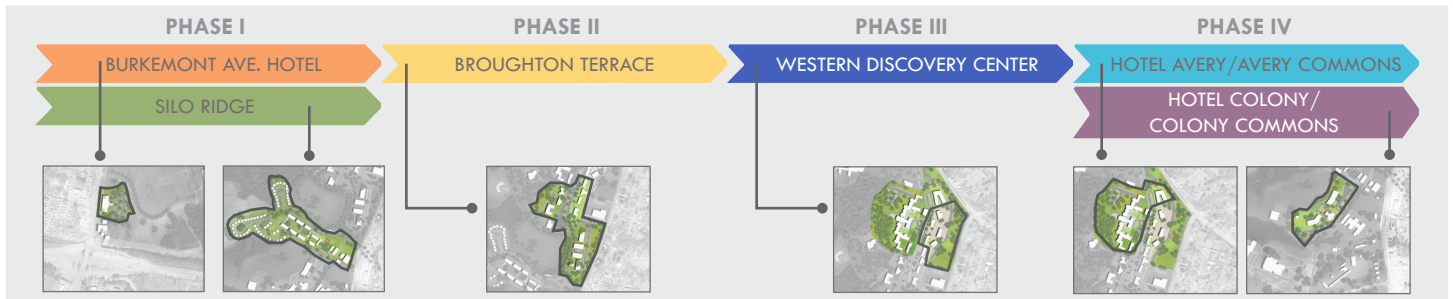 PHASE I
PHASE II
PHASE III
PHASE IV
BURKEMONT AVE. HOTEL
BROUGHTON TERRACE
WESTERN DISCOVERY CENTER
HOTEL AVERY/AVERY COMMONS
SILO RIDGE
HOTEL COLONY/
COLONY COMMONS